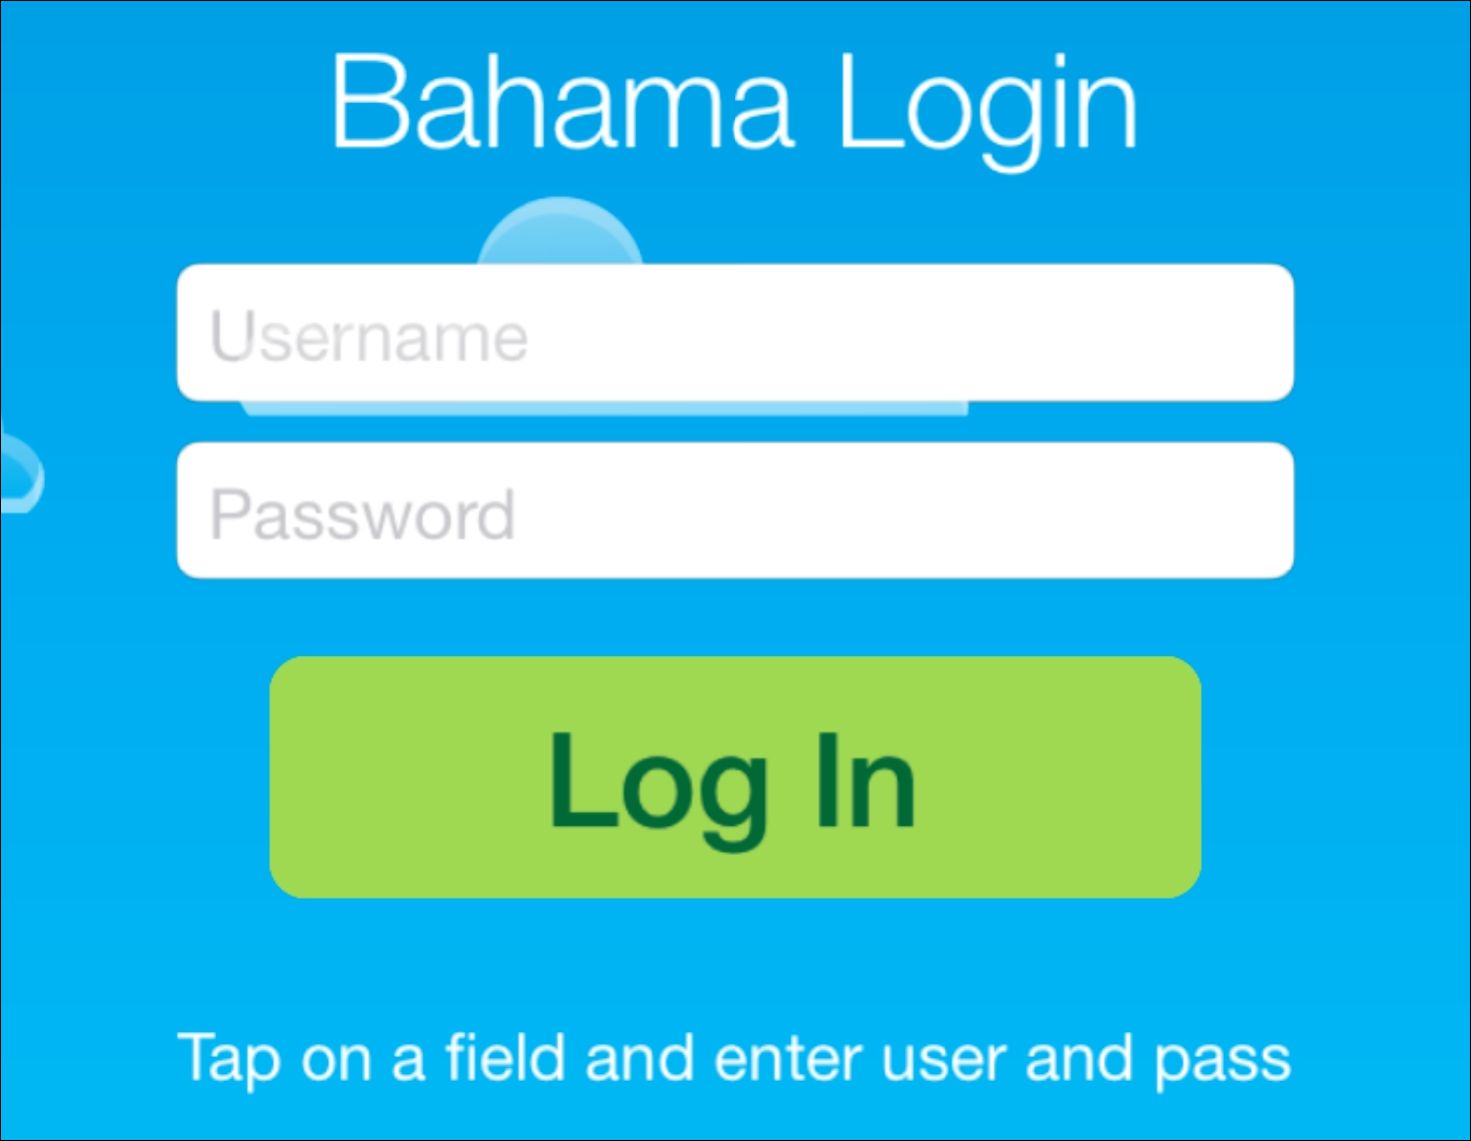 Bahama Login
Username
Password
Log In
Tap on a field and enter user and pass